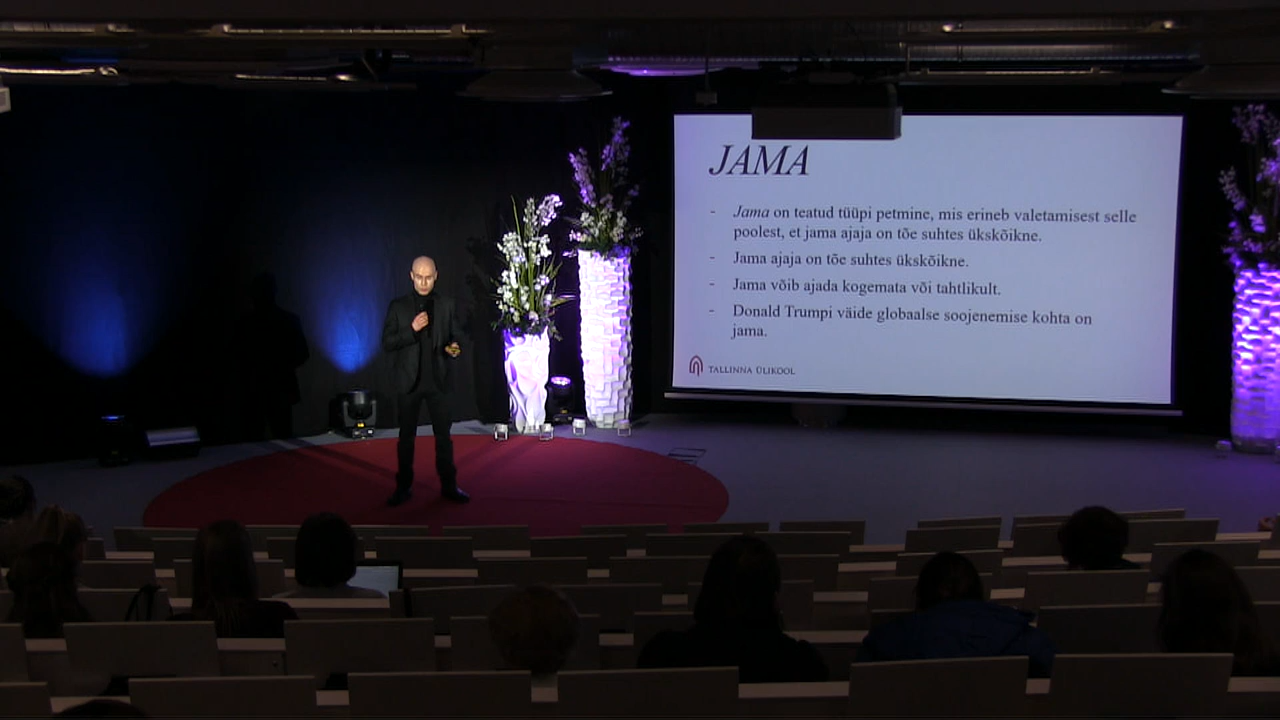 JAMA
- Jama on teatud tüüpi petmine, mis erineb valetamisest selle
poolest, et jama ajaja on tõe suhtes ükskõikne.
- Jama ajaja on tõe suhtes ükskõikne.
- Jama võib ajada kogemata või tahtlikult.
- Donald Trumpi väide globaalse soojenemise kohta on
jama.
TALLINNA ÜLIKOOL